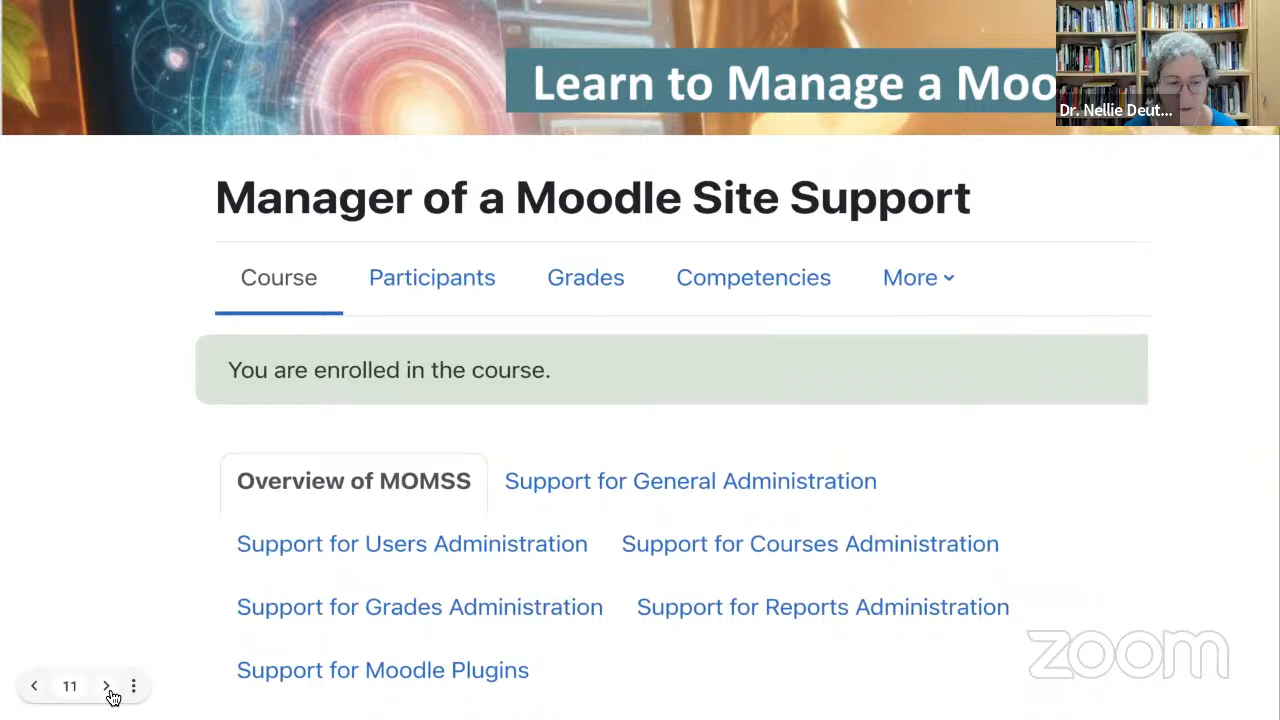 Learn to Manage a Moo
Dr. Nellie Deut...
Manager of a Moodle Site Support
Course Participants Grades Competencies More
You are enrolled in the course.
Overview of MOMSS Support for General Administration
Support for Users Administration Support for Courses Administration
Support for Grades Administration Support for Reports Administration
zoom
Support for Moodle Plugins
11